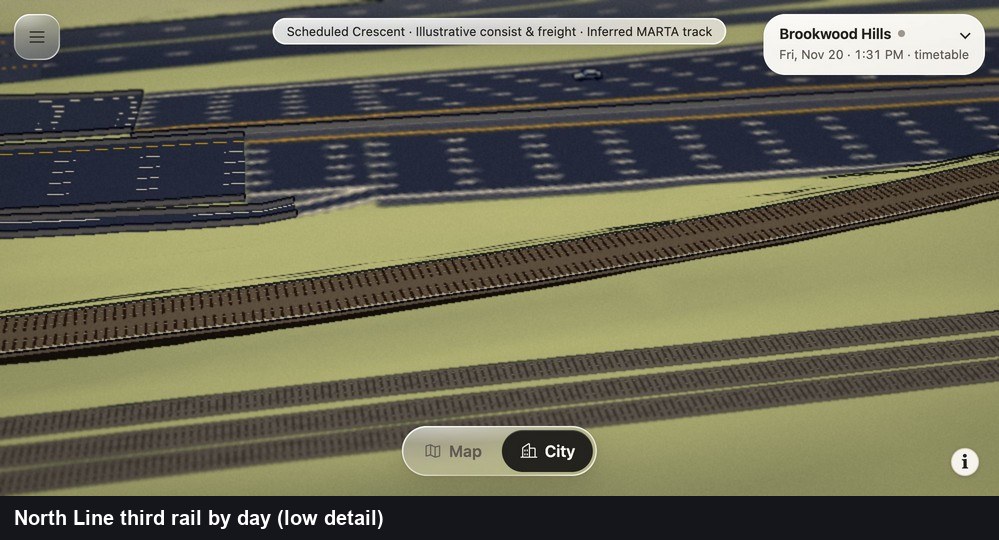 Scheduled Crescent · Illustrative consist & freight · Inferred MARTA track
Brookwood Hills
Fri, Nov 20 · 1:31 PM · timetable
Map
City
i
North Line third rail by day (low detail)